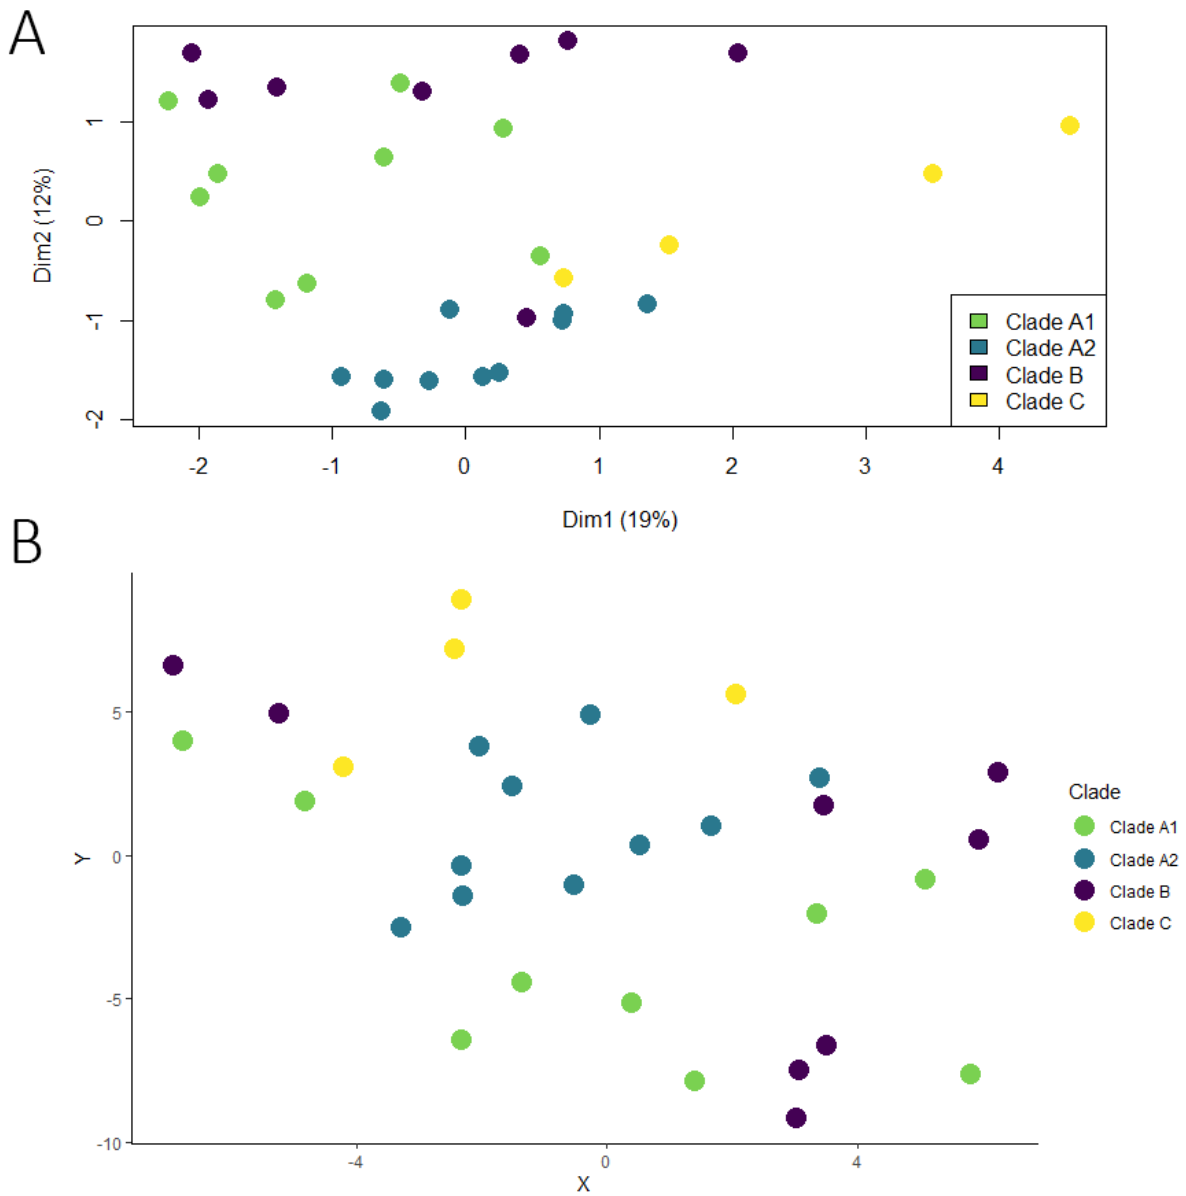 A
1
0
-1
-2
Dim2 (12%)
-2 -1 0 1 2 3 4
Dim1 (19%)
Clade A1
Clade A2
Clade B
Clade C
B
5
0
-5
-10
Y
-4 0 4
X
Clade
Clade A1
Clade A2
Clade B
Clade C